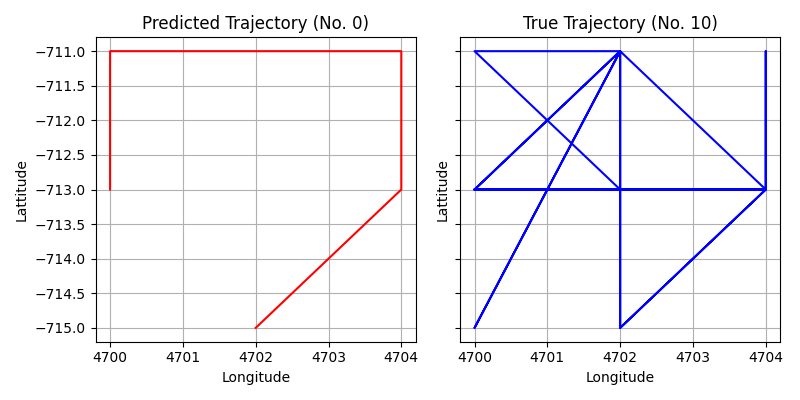 Predicted Trajectory (No. 0)
True Trajectory (No. 10)
−711.0
−711.5
−712.0
−712.5
−713.0
−713.5
−714.0
−714.5
−715.0
Lattitude
Lattitude
4700 4701 4702 4703 4704
4700 4701 4702 4703 4704
Longitude
Longitude